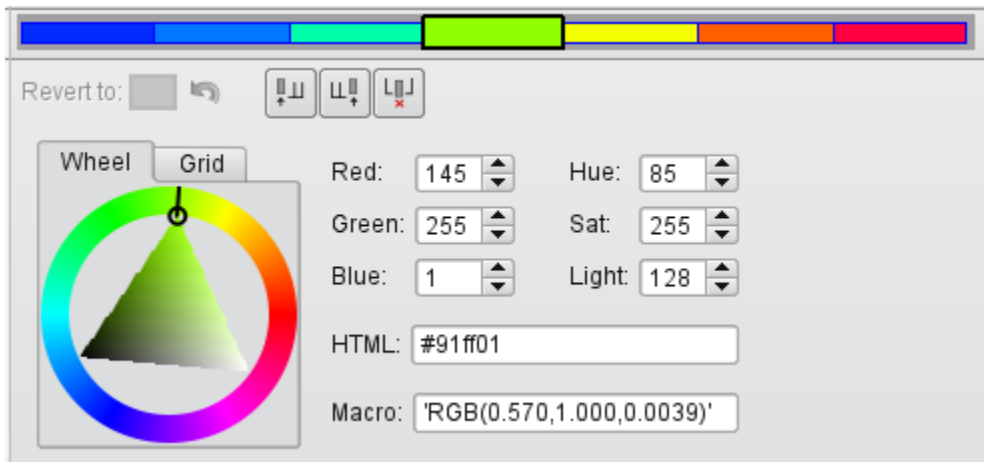 Revert to:
Wheel Grid
Red: 145 Hue: 85
Green: 255 Sat: 255
Blue: 1 Light: 128
HTML: #91ff01
Macro: 'RGB(0.570,1.000,0.0039)'